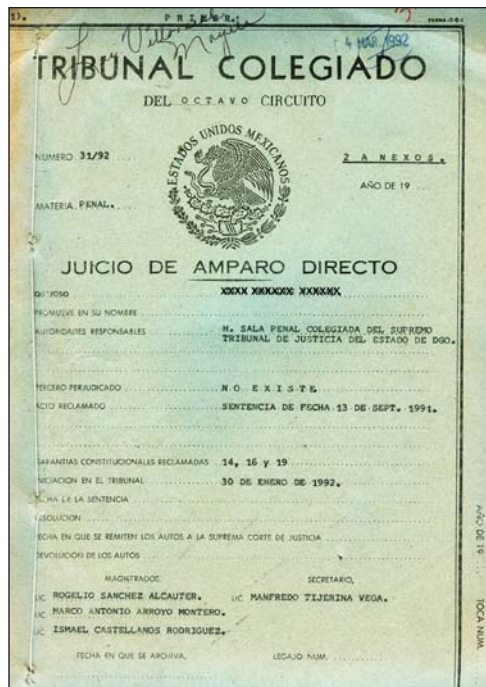 PRIMER.
4 MAR. 1992
TRIBUNAL COLEGIADO
DEL OCTAVO CIRCUITO
ESTADOS UNIDOS MEXICANOS
NUMERO 31/92
2 ANEXOS.
AÑO DE 19
MATERIA. PENAL.
JUICIO DE AMPARO DIRECTO
QUEJOSO XXXX XXXXXX XXXXXX
PROMUEVE EN SU NOMBRE
AUTORIDADES RESPONSABLES H. SALA PENAL COLEGIADA DEL SUPREMO
TRIBUNAL DE JUSTICIA DEL ESTADO DE DGO.
TERCERO PERJUDICADO NO EXISTE
ACTO RECLAMADO SENTENCIA DE FECHA 13 DE SEPT. 1991.
GARANTIAS CONSTITUCIONALES RECLAMADAS 14, 16 y 19
INICIACION EN EL TRIBUNAL 30 DE ENERO DE 1992.
FECHA DE LA SENTENCIA
RESOLUCION
FECHA EN QUE SE REMITEN LOS AUTOS A LA SUPREMA CORTE DE JUSTICIA
DEVOLUCION DE LOS AUTOS
MAGISTRADOS: SECRETARIO,
LIC. ROGELIO SANCHEZ ALCAUTER. LIC. MANFREDO TIJERINA VEGA.
LIC. MARCO ANTONIO ARROYO MONTERO.
LIC. ISMAEL CASTELLANOS RODRIGUEZ.
FECHA EN QUE SE ARCHIVA, LEGAJO NUM.
AÑO DE 19 TOCA NUM.